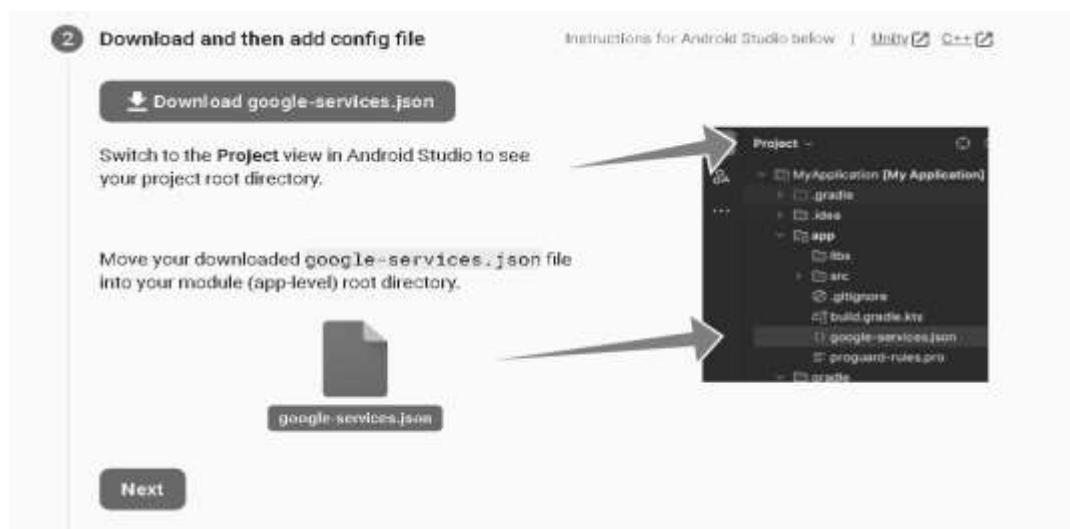 2 Download and then add config file
Instructions for Android Studio below | Unity C++
Download google-services.json
Switch to the Project view in Android Studio to see
your project root directory.
Move your downloaded google-services.json file
into your module (app-level) root directory.
google-services.json
Next
Project
MyApplication [My Application]
.gradle
.idea
app
libs
src
.gitignore
build.gradle.kts
google-services.json
proguard-rules.pro
gradle